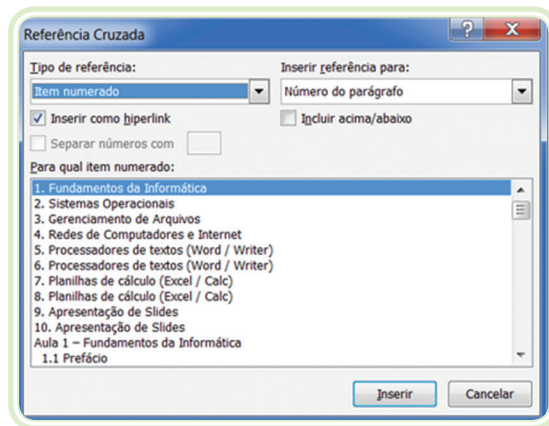 Referência Cruzada
Tipo de referência:
Inserir referência para:
Item numerado
Número do parágrafo
Inserir como hiperlink
Incluir acima/abaixo
Separar números com
Para qual item numerado:
1. Fundamentos da Informática
2. Sistemas Operacionais
3. Gerenciamento de Arquivos
4. Redes de Computadores e Internet
5. Processadores de textos (Word / Writer)
6. Processadores de textos (Word / Writer)
7. Planilhas de cálculo (Excel / Calc)
8. Planilhas de cálculo (Excel / Calc)
9. Apresentação de Slides
10. Apresentação de Slides
Aula 1 – Fundamentos da Informática
1.1 Prefácio
Inserir
Cancelar